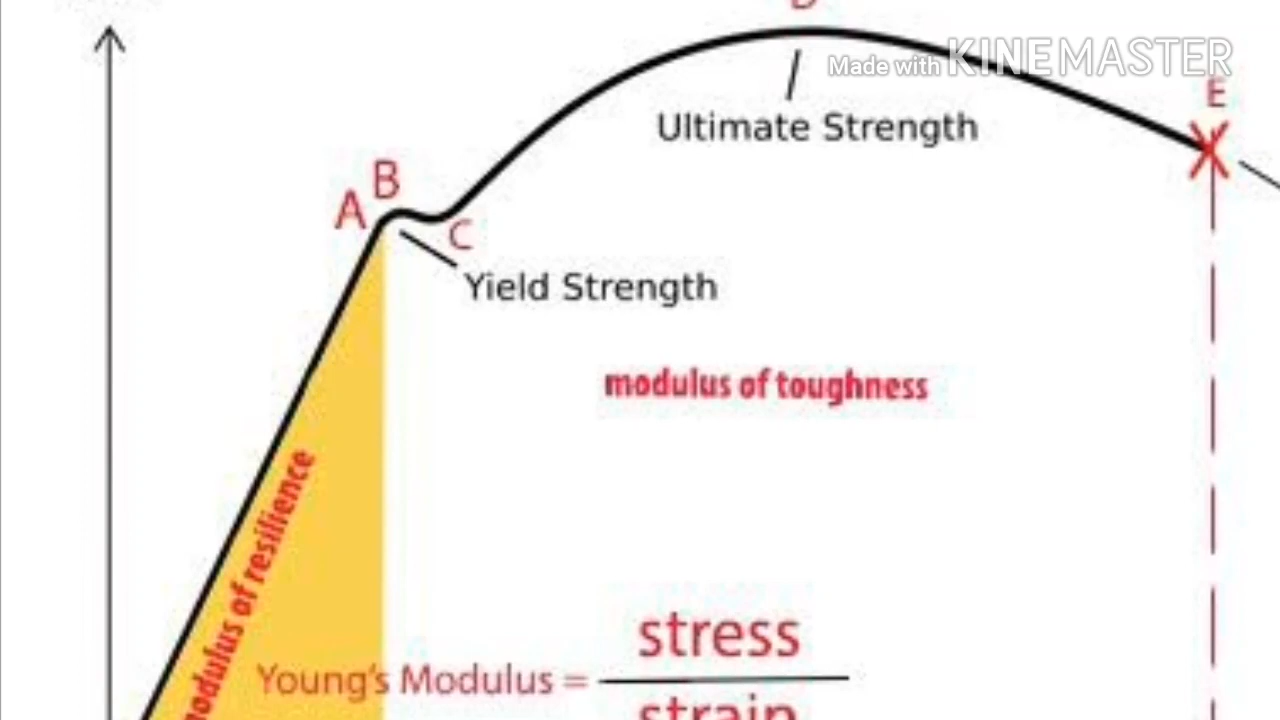 D
Made with KINEMASTER
E
Ultimate Strength
B
A
C
Yield Strength
modulus of toughness
modulus of resilience
stress
Young's Modulus =
strain